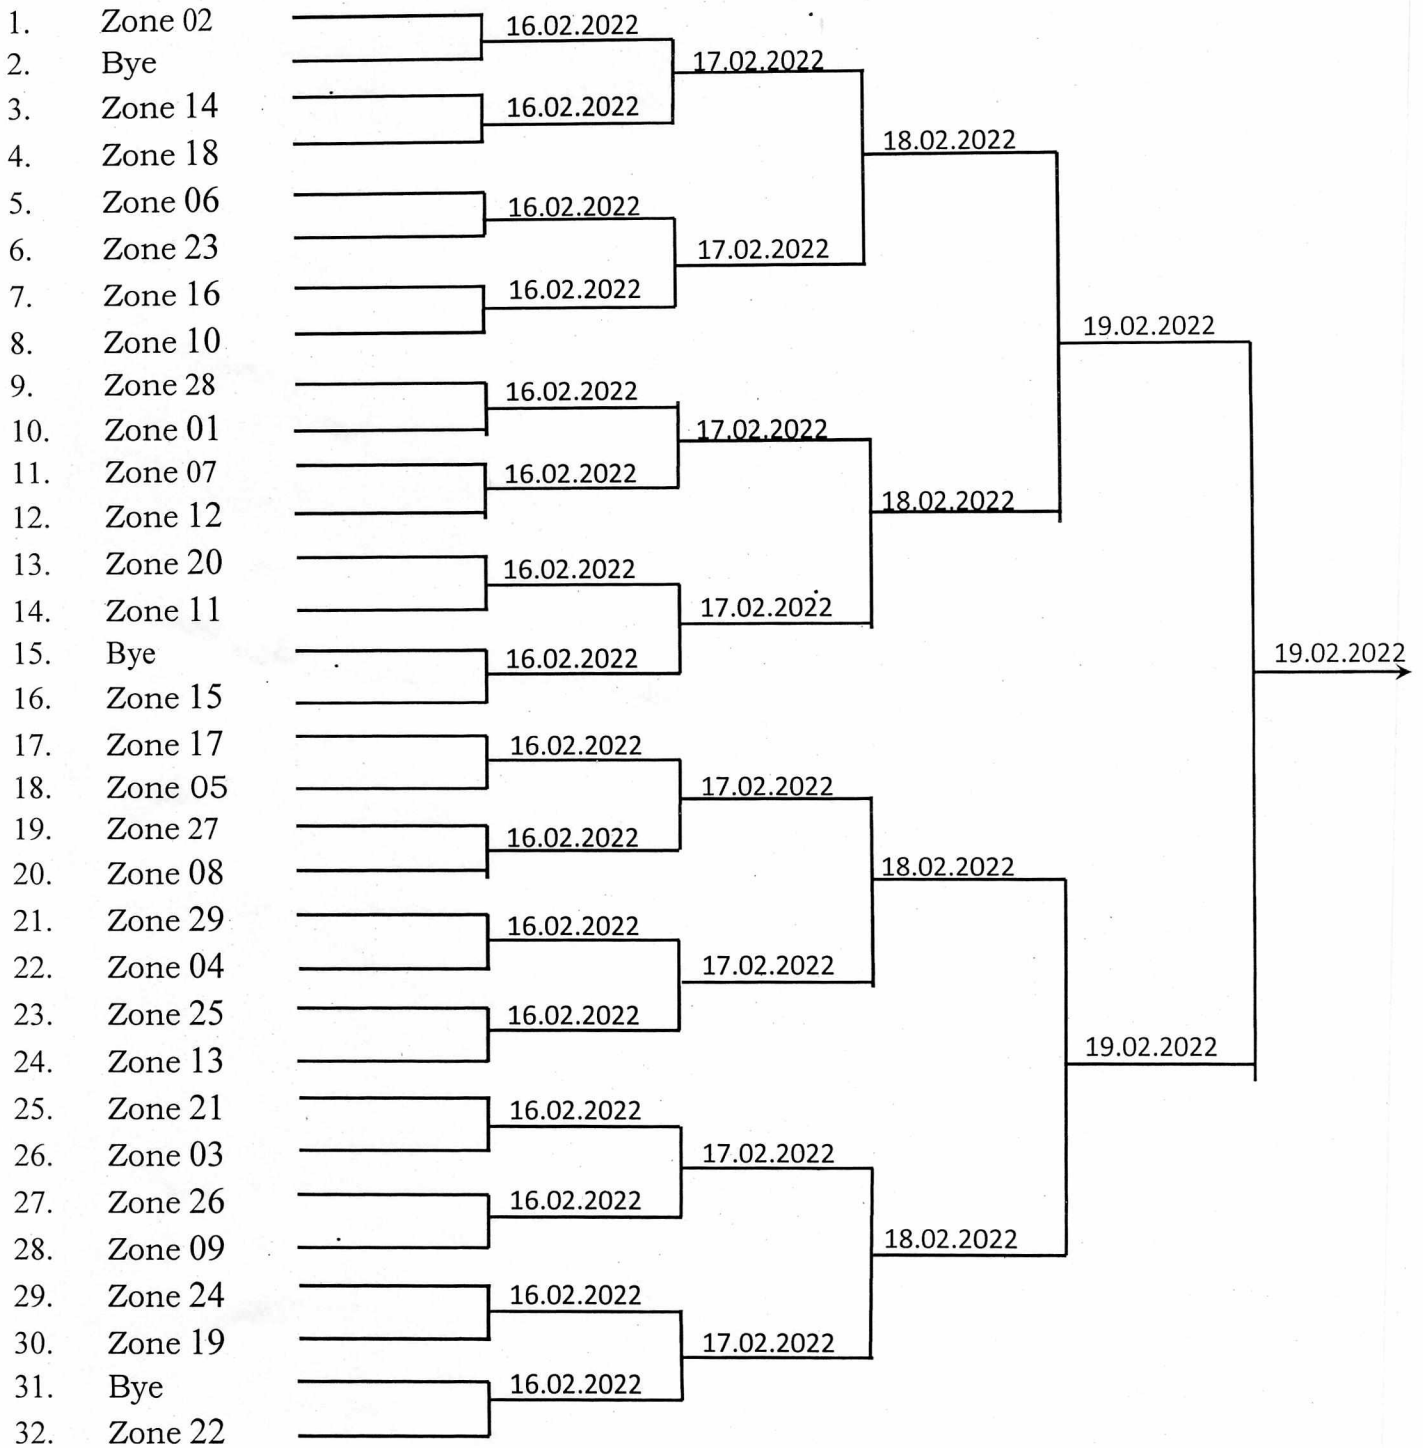 1. Zone 02
16.02.2022
2. Bye
17.02.2022
3. Zone 14
16.02.2022
4. Zone 18
18.02.2022
5. Zone 06
16.02.2022
6. Zone 23
17.02.2022
7. Zone 16
16.02.2022
8. Zone 10
19.02.2022
9. Zone 28
16.02.2022
10. Zone 01
17.02.2022
11. Zone 07
16.02.2022
12. Zone 12
18.02.2022
13. Zone 20
16.02.2022
14. Zone 11
17.02.2022
15. Bye
16.02.2022
19.02.2022
16. Zone 15
17. Zone 17
16.02.2022
18. Zone 05
17.02.2022
19. Zone 27
16.02.2022
20. Zone 08
18.02.2022
21. Zone 29
16.02.2022
22. Zone 04
17.02.2022
23. Zone 25
16.02.2022
24. Zone 13
19.02.2022
25. Zone 21
16.02.2022
26. Zone 03
17.02.2022
27. Zone 26
16.02.2022
28. Zone 09
18.02.2022
29. Zone 24
16.02.2022
30. Zone 19
17.02.2022
31. Bye
16.02.2022
32. Zone 22